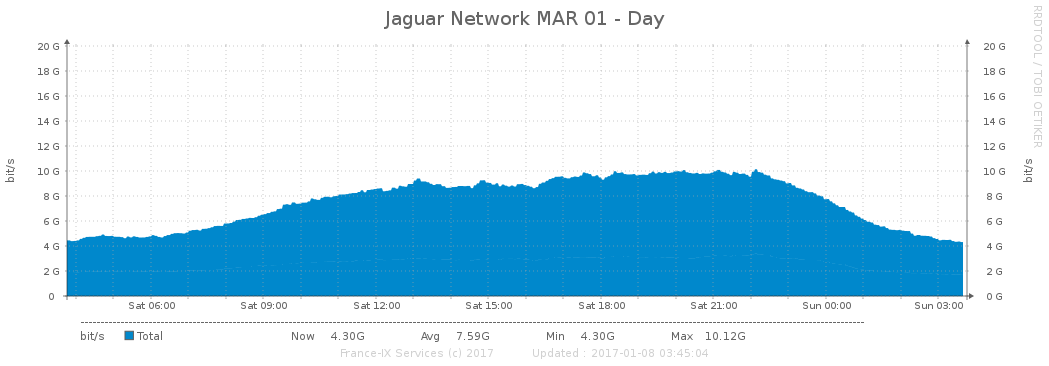 Jaguar Network MAR 01 - Day
RRDTOOL / TOBI OETIKER
bit/s
20 G
18 G
16 G
14 G
12 G
10 G
8 G
6 G
4 G
2 G
0
20 G
18 G
16 G
14 G
12 G
10 G
8 G
6 G
4 G
2 G
0 G
bit/s
Sat 06:00 Sat 09:00 Sat 12:00 Sat 15:00 Sat 18:00 Sat 21:00 Sun 00:00 Sun 03:00
bit/s Total Now 4.30G Avg 7.59G Min 4.30G Max 10.12G
France-IX Services (c) 2017 Updated : 2017-01-08 03:45:04